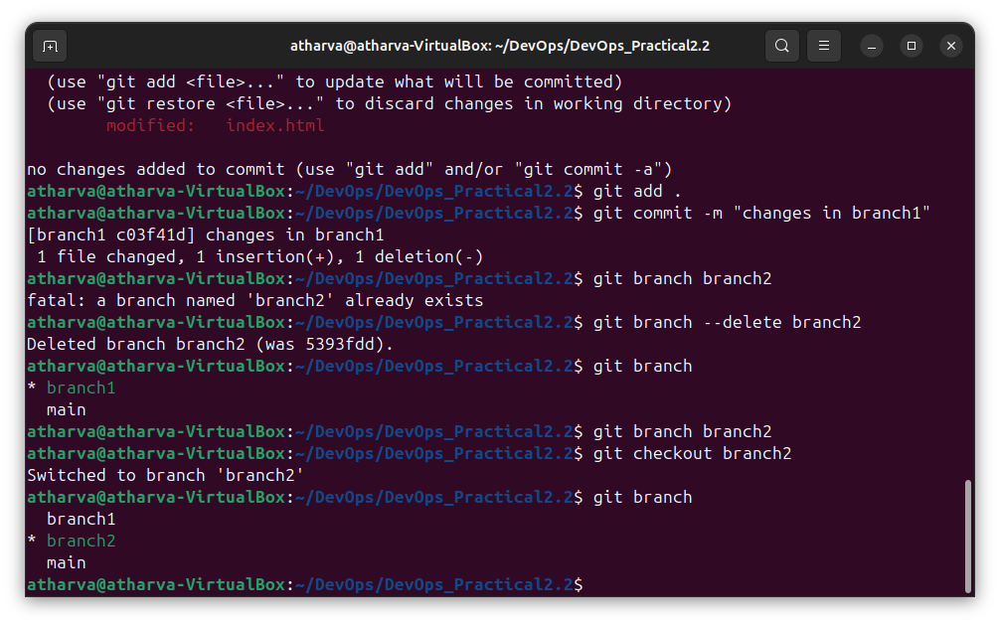 atharva@atharva-VirtualBox: ~/DevOps/DevOps_Practical2.2
  (use "git add <file>..." to update what will be committed)
  (use "git restore <file>..." to discard changes in working directory)
        modified:   index.html
no changes added to commit (use "git add" and/or "git commit -a")
atharva@atharva-VirtualBox:~/DevOps/DevOps_Practical2.2$ git add .
atharva@atharva-VirtualBox:~/DevOps/DevOps_Practical2.2$ git commit -m "changes in branch1"
[branch1 c03f41d] changes in branch1
 1 file changed, 1 insertion(+), 1 deletion(-)
atharva@atharva-VirtualBox:~/DevOps/DevOps_Practical2.2$ git branch branch2
fatal: a branch named 'branch2' already exists
atharva@atharva-VirtualBox:~/DevOps/DevOps_Practical2.2$ git branch --delete branch2
Deleted branch branch2 (was 5393fdd).
atharva@atharva-VirtualBox:~/DevOps/DevOps_Practical2.2$ git branch
* branch1
  main
atharva@atharva-VirtualBox:~/DevOps/DevOps_Practical2.2$ git branch branch2
atharva@atharva-VirtualBox:~/DevOps/DevOps_Practical2.2$ git checkout branch2
Switched to branch 'branch2'
atharva@atharva-VirtualBox:~/DevOps/DevOps_Practical2.2$ git branch
  branch1
* branch2
  main
atharva@atharva-VirtualBox:~/DevOps/DevOps_Practical2.2$